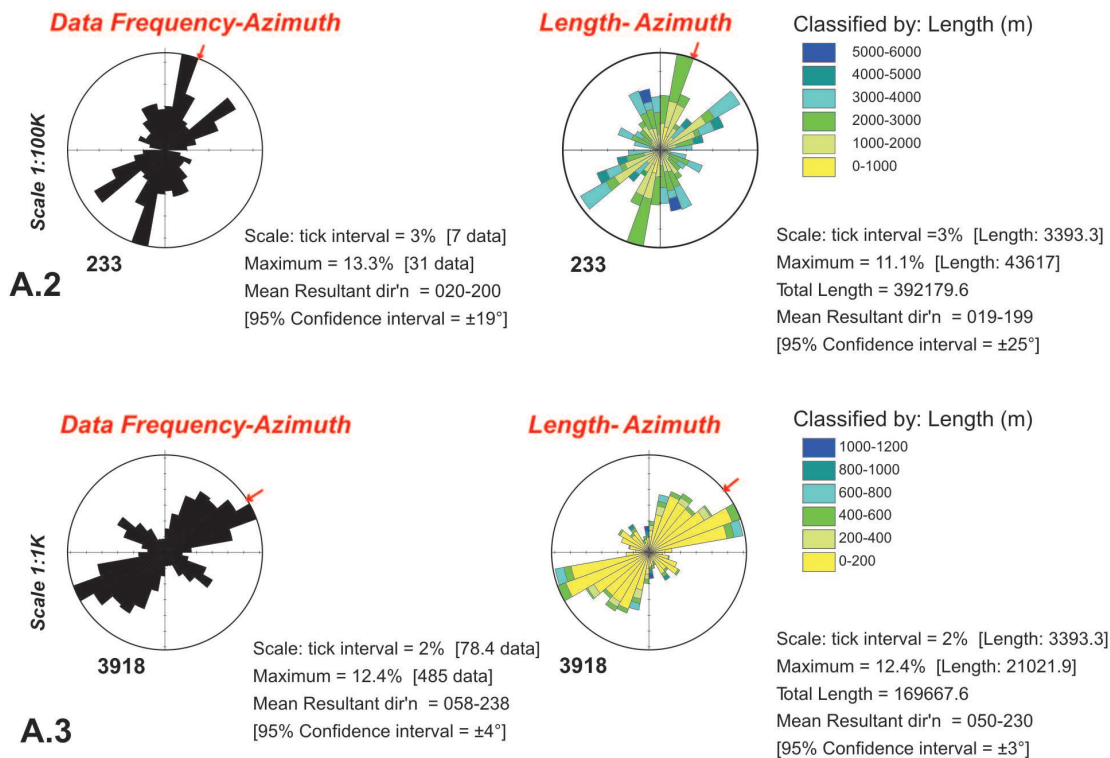 Data Frequency-Azimuth
Length- Azimuth
Classified by: Length (m)
5000-6000
4000-5000
3000-4000
2000-3000
1000-2000
0-1000
Scale 1:100K
233
Scale: tick interval = 3% [7 data]
Maximum = 13.3% [31 data]
Mean Resultant dir'n = 020-200
[95% Confidence interval = ±19°]
233
Scale: tick interval =3% [Length: 3393.3]
Maximum = 11.1% [Length: 43617]
Total Length = 392179.6
Mean Resultant dir'n = 019-199
[95% Confidence interval = ±25°]
A.2
Data Frequency-Azimuth
Length- Azimuth
Classified by: Length (m)
1000-1200
800-1000
600-800
400-600
200-400
0-200
Scale 1:1K
3918
Scale: tick interval = 2% [78.4 data]
Maximum = 12.4% [485 data]
Mean Resultant dir'n = 058-238
[95% Confidence interval = ±4°]
3918
Scale: tick interval = 2% [Length: 3393.3]
Maximum = 12.4% [Length: 21021.9]
Total Length = 169667.6
Mean Resultant dir'n = 050-230
[95% Confidence interval = ±3°]
A.3